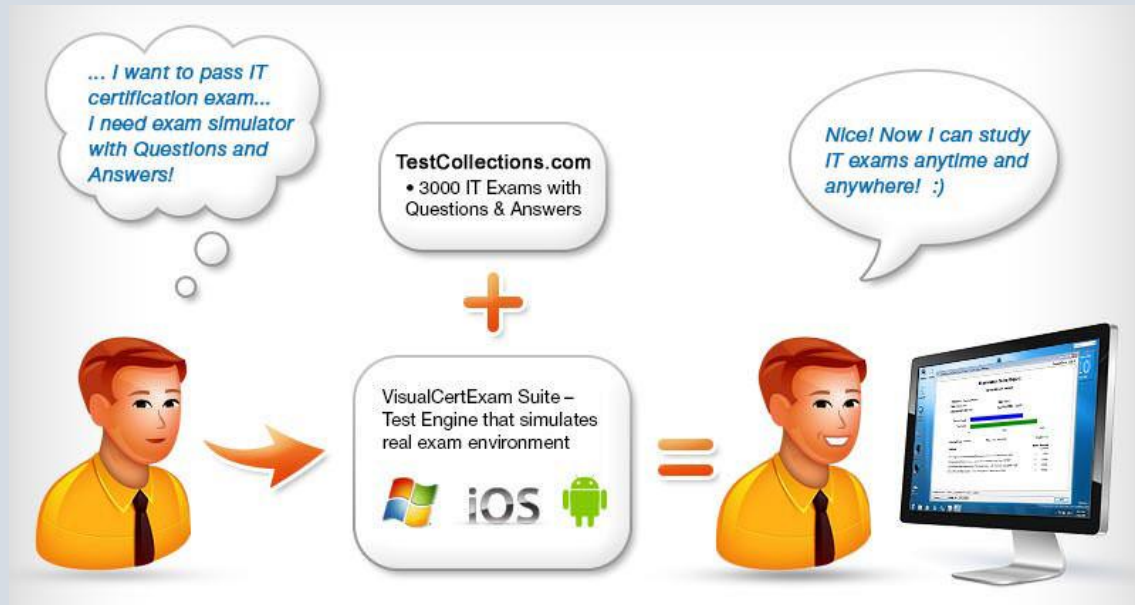 ... I want to pass IT
certification exam...
I need exam simulator
with Questions and
Answers!
TestCollections.com
• 3000 IT Exams with
Questions & Answers
VisualCertExam Suite –
Test Engine that simulates
real exam environment
iOS
Nice! Now I can study
IT exams anytime and
anywhere! :)